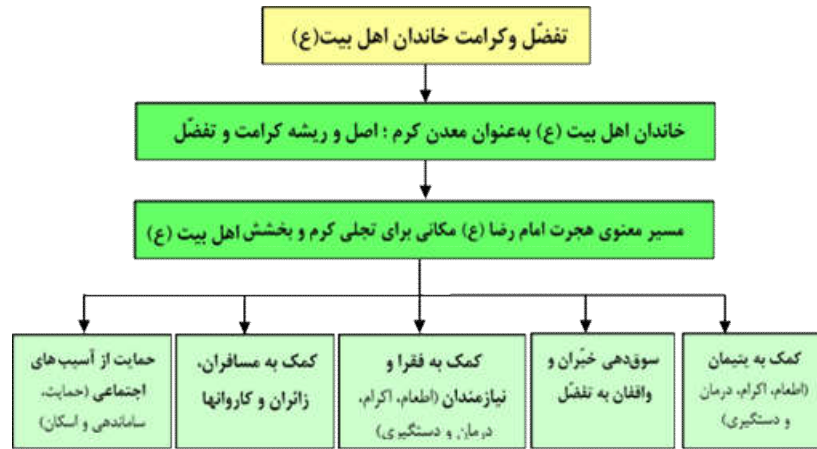 تفضّل وکرامت خاندان اهل بیت(ع)
خاندان اهل بیت (ع) به‌عنوان معدن کرم ؛ اصل و ریشه کرامت و تفضّل
مسیر معنوی هجرت امام رضا (ع) مکانی برای تجلی کرم و بخشش اهل بیت (ع)
کمک به یتیمان
(اطعام، اکرام، درمان
و دستگیری)
سوق‌دهی خیّران و
واقفان به تفضّل
کمک به فقرا و
نیازمندان (اطعام، اکرام،
درمان و دستگیری)
کمک به مسافران،
زائران و کاروانها
حمایت از آسیب‌های
اجتماعی (حمایت،
ساماندهی و اسکان)